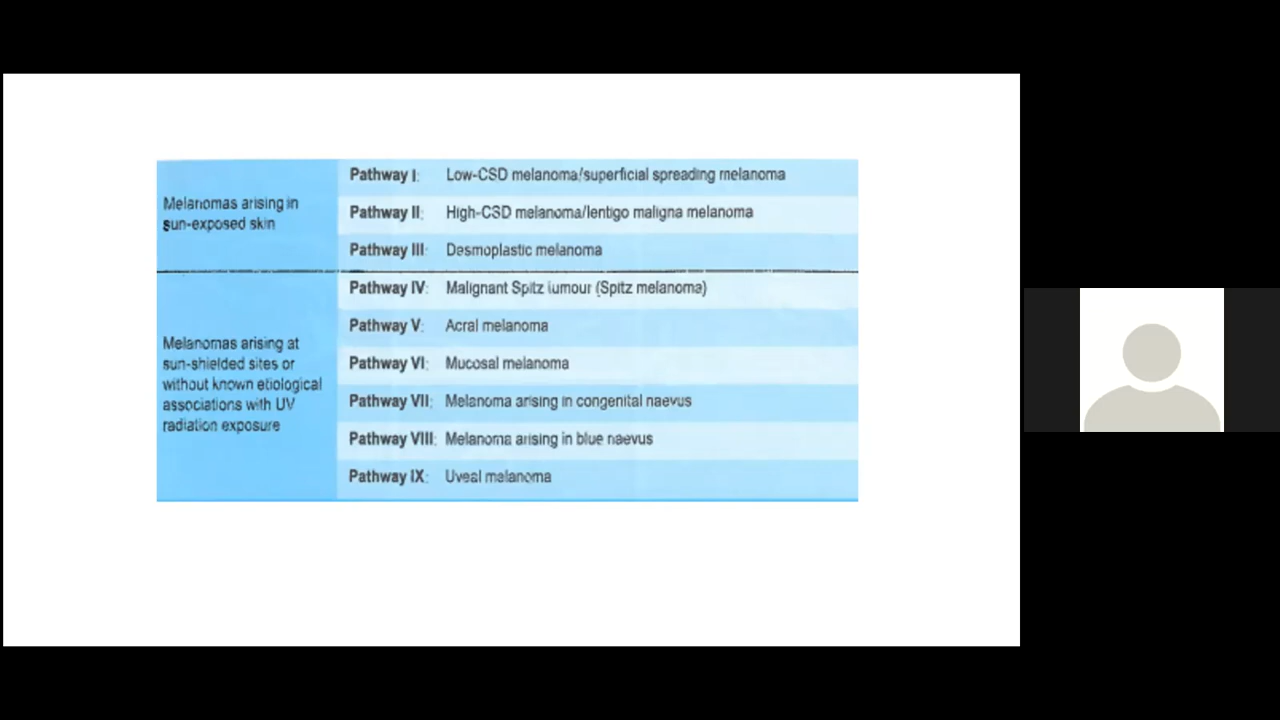 Melanomas arising in
sun-exposed skin
Pathway I: Low-CSD melanoma/superficial spreading melanoma
Pathway II: High-CSD melanoma/lentigo maligna melanoma
Pathway III: Desmoplastic melanoma
Melanomas arising at
sun-shielded sites or
without known etiological
associations with UV
radiation exposure
Pathway IV: Malignant Spitz tumour (Spitz melanoma)
Pathway V: Acral melanoma
Pathway VI: Mucosal melanoma
Pathway VII: Melanoma arising in congenital naevus
Pathway VIII: Melanoma arising in blue naevus
Pathway IX: Uveal melanoma